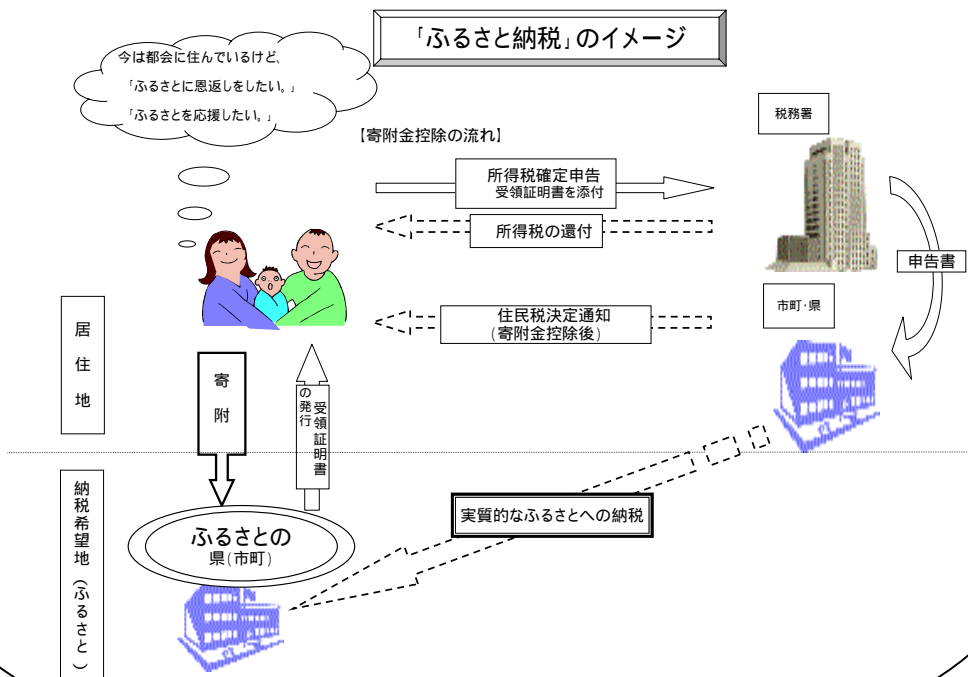 「ふるさと納税」のイメージ
今は都会に住んでいるけど、
「ふるさとに恩返しをしたい。」
「ふるさとを応援したい。」
【寄附金控除の流れ】
税務署
所得税確定申告
受領証明書を添付
所得税の還付
申告書
市町・県
住民税決定通知
(寄附金控除後)
居住地
寄附
受領証明書
の発行
納税希望地(ふるさと)
ふるさとの
県(市町)
実質的なふるさとへの納税